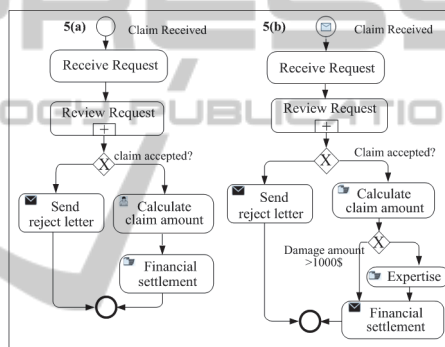 5(a)
Claim Received
Receive Request
Review Request
+
X
claim accepted?
Send
reject letter
Calculate
claim amount
Financial
settlement
5(b)
Claim Received
Receive Request
Review Request
+
X
Claim accepted?
Send
reject letter
Calculate
claim amount
X
Damage amount
>1000$
Expertise
Financial
settlement